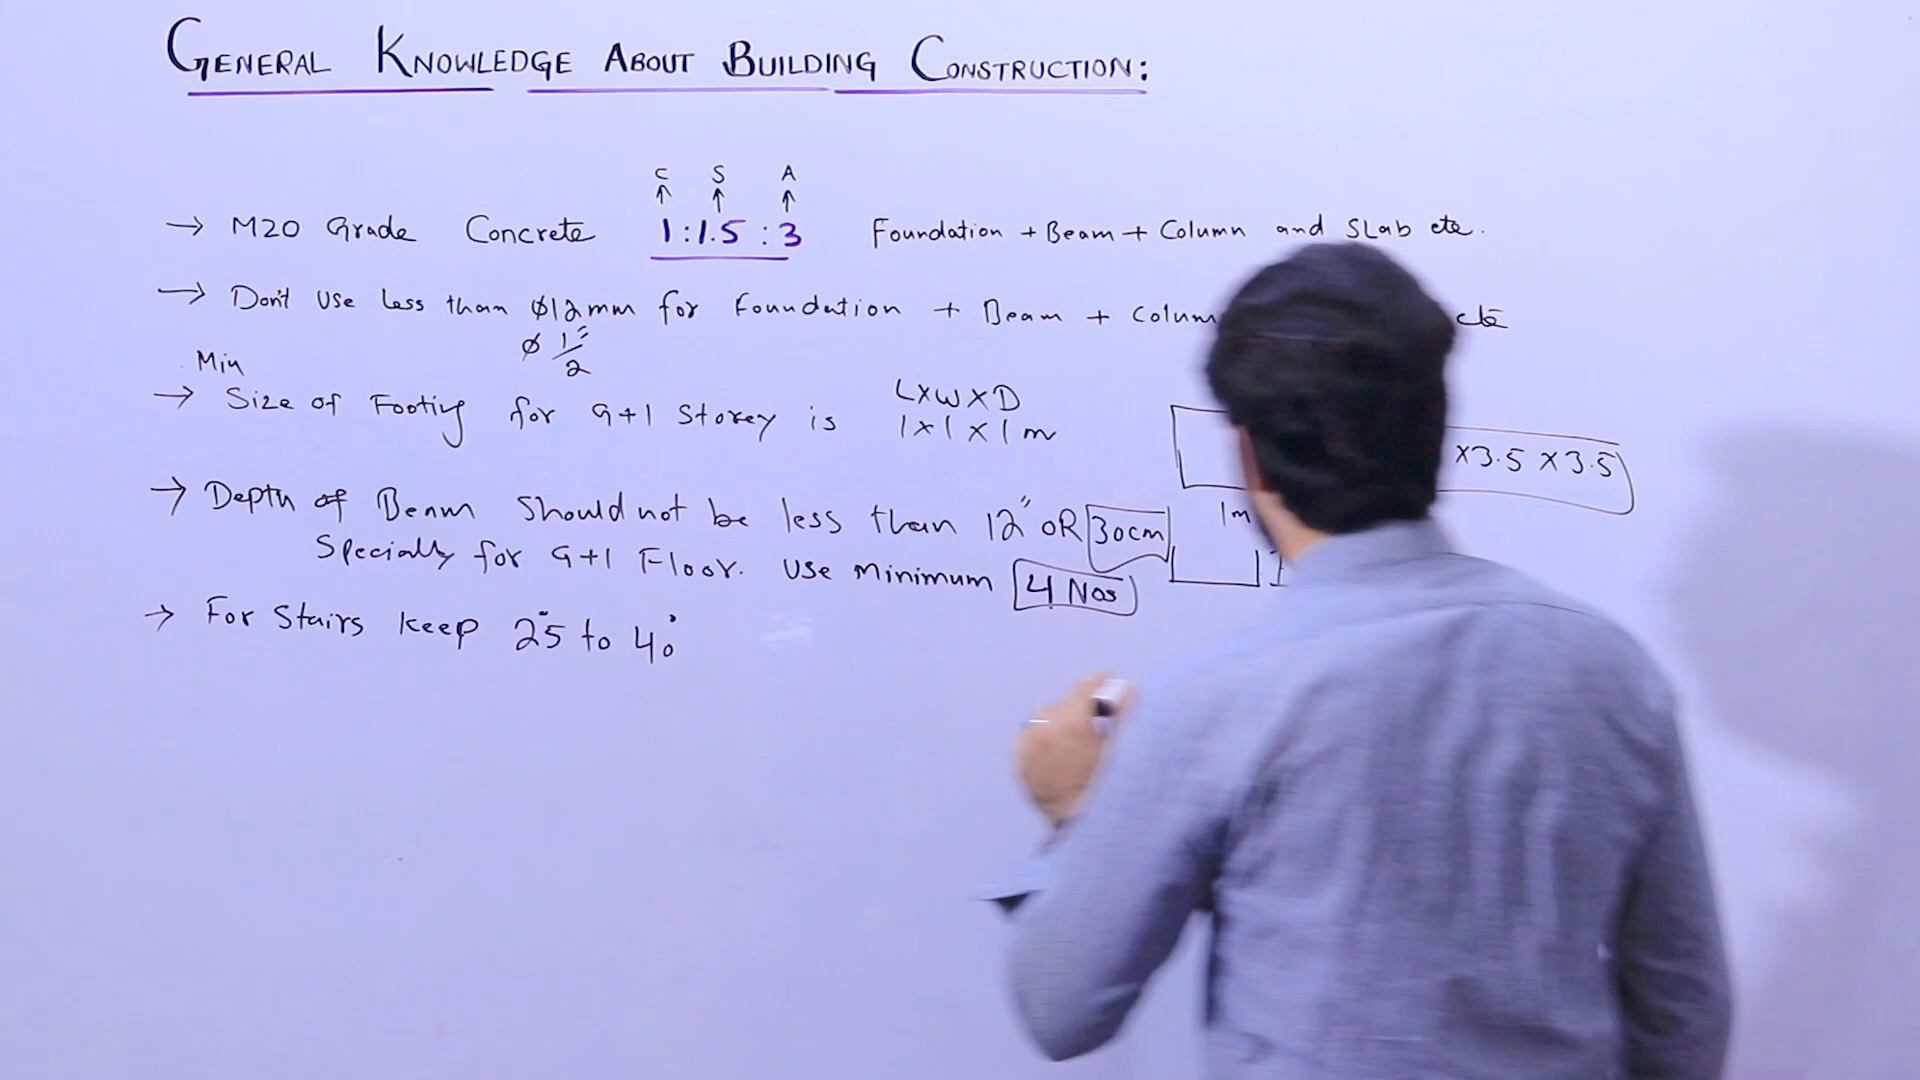 GENERAL KNOWLEDGE ABOUT BUILDING CONSTRUCTION:
C S A
↑ ↑ ↑
→ M20 Grade Concrete 1:1.5:3 Foundation + Beam + Column and SLab etc.
→ Don't Use Less than φ12mm for Foundation + Beam + Colum etc
φ 1/2"
Min
→ Size of Footing for G+1 Storey is LXWXD
1x1x1m
x3.5 x3.5
→ Depth of Beam Should not be less than 12" OR 30cm
1m
Specially for G+1 Floor. Use Minimum 4 Nos
→ For Stairs Keep 25° to 40°